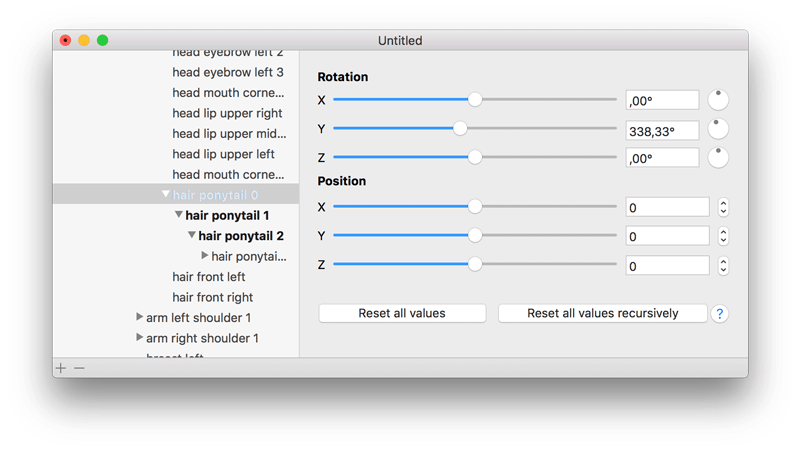 Untitled
head eyebrow left 2
head eyebrow left 3
head mouth corne...
head lip upper right
head lip upper mid...
head lip upper left
head mouth corne...
hair ponytail 0
hair ponytail 1
hair ponytail 2
hair ponytai...
hair front left
hair front right
arm left shoulder 1
arm right shoulder 1
breast left
Rotation
X ,00°
Y 338,33°
Z ,00°
Position
X 0
Y 0
Z 0
Reset all values Reset all values recursively ?